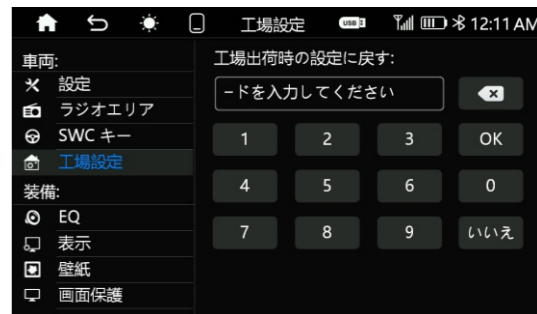 工場設定 USB 12:11 AM
車両:
設定
ラジオエリア
SWC キー
工場設定
装備:
EQ
表示
壁紙
画面保護
工場出荷時の設定に戻す:
ードを入力してください
1 2 3 OK
4 5 6 0
7 8 9 いいえ